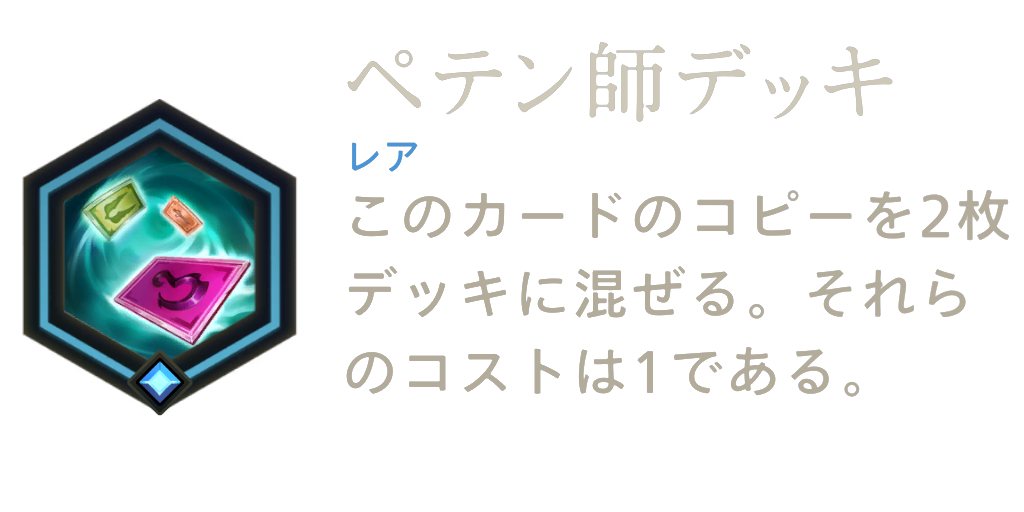 ペテン師デッキ
レア
このカードのコピーを2枚
デッキに混ぜる。それら
のコストは1である。